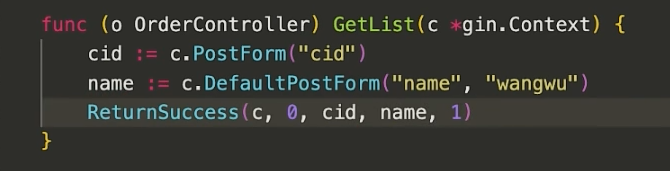 func (o OrderController) GetList(c *gin.Context) {
    cid := c.PostForm("cid")
    name := c.DefaultPostForm("name", "wangwu")
    ReturnSuccess(c, 0, cid, name, 1)
}